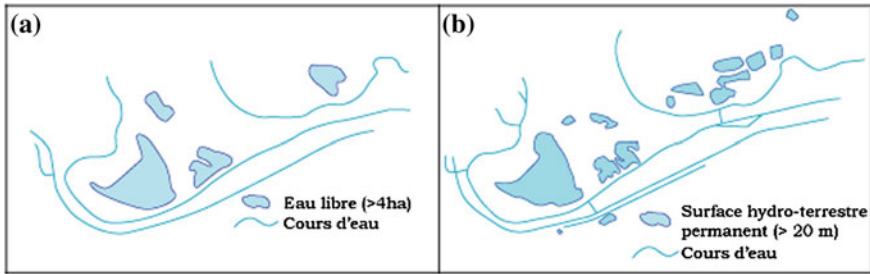 (a)
Eau libre (>4ha)
Cours d'eau
(b)
Surface hydro-terrestre
permanent (> 20 m)
Cours d'eau